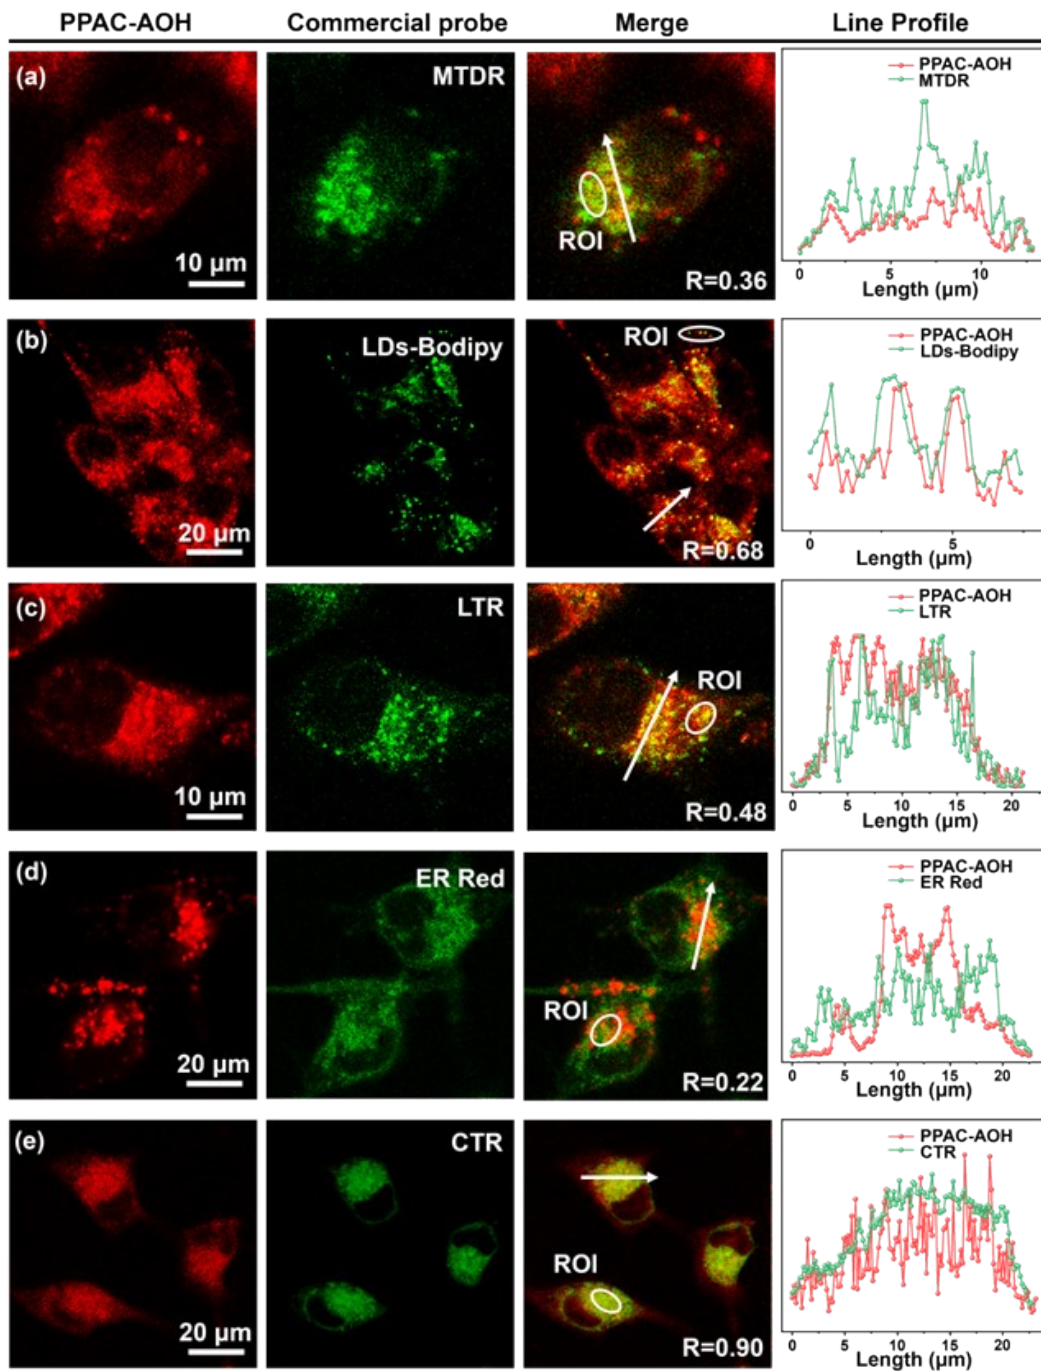 PPAC-AOH Commercial probe Merge Line Profile
(a) MTDR
10 µm
ROI
R=0.36
PPAC-AOH
MTDR
0 5 10
Length (µm)
(b) LDs-Bodipy
20 µm
ROI
R=0.68
PPAC-AOH
LDs-Bodipy
0 5
Length (µm)
(c) LTR
10 µm
ROI
R=0.48
PPAC-AOH
LTR
0 5 10 15 20
Length (µm)
(d) ER Red
20 µm
ROI
R=0.22
PPAC-AOH
ER Red
0 5 10 15 20
Length (µm)
(e) CTR
20 µm
ROI
R=0.90
PPAC-AOH
CTR
0 5 10 15 20
Length (µm)